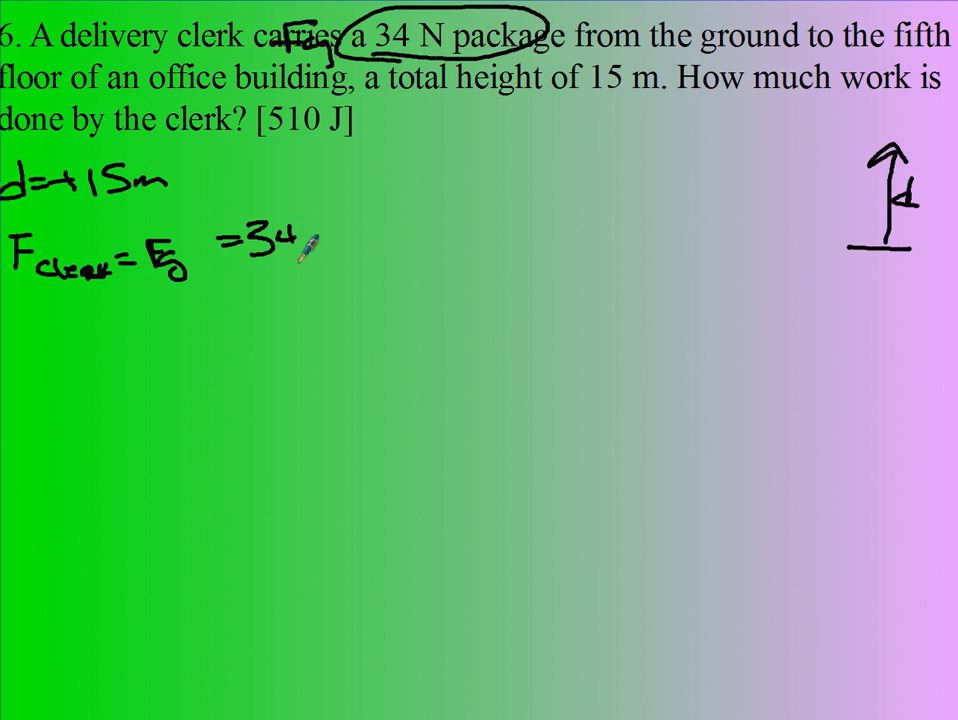 6. A delivery clerk carries a 34 N package from the ground to the fifth
floor of an office building, a total height of 15 m. How much work is
done by the clerk? [510 J]
Fg
d=+15m
d
Fclerk = Fg = 34